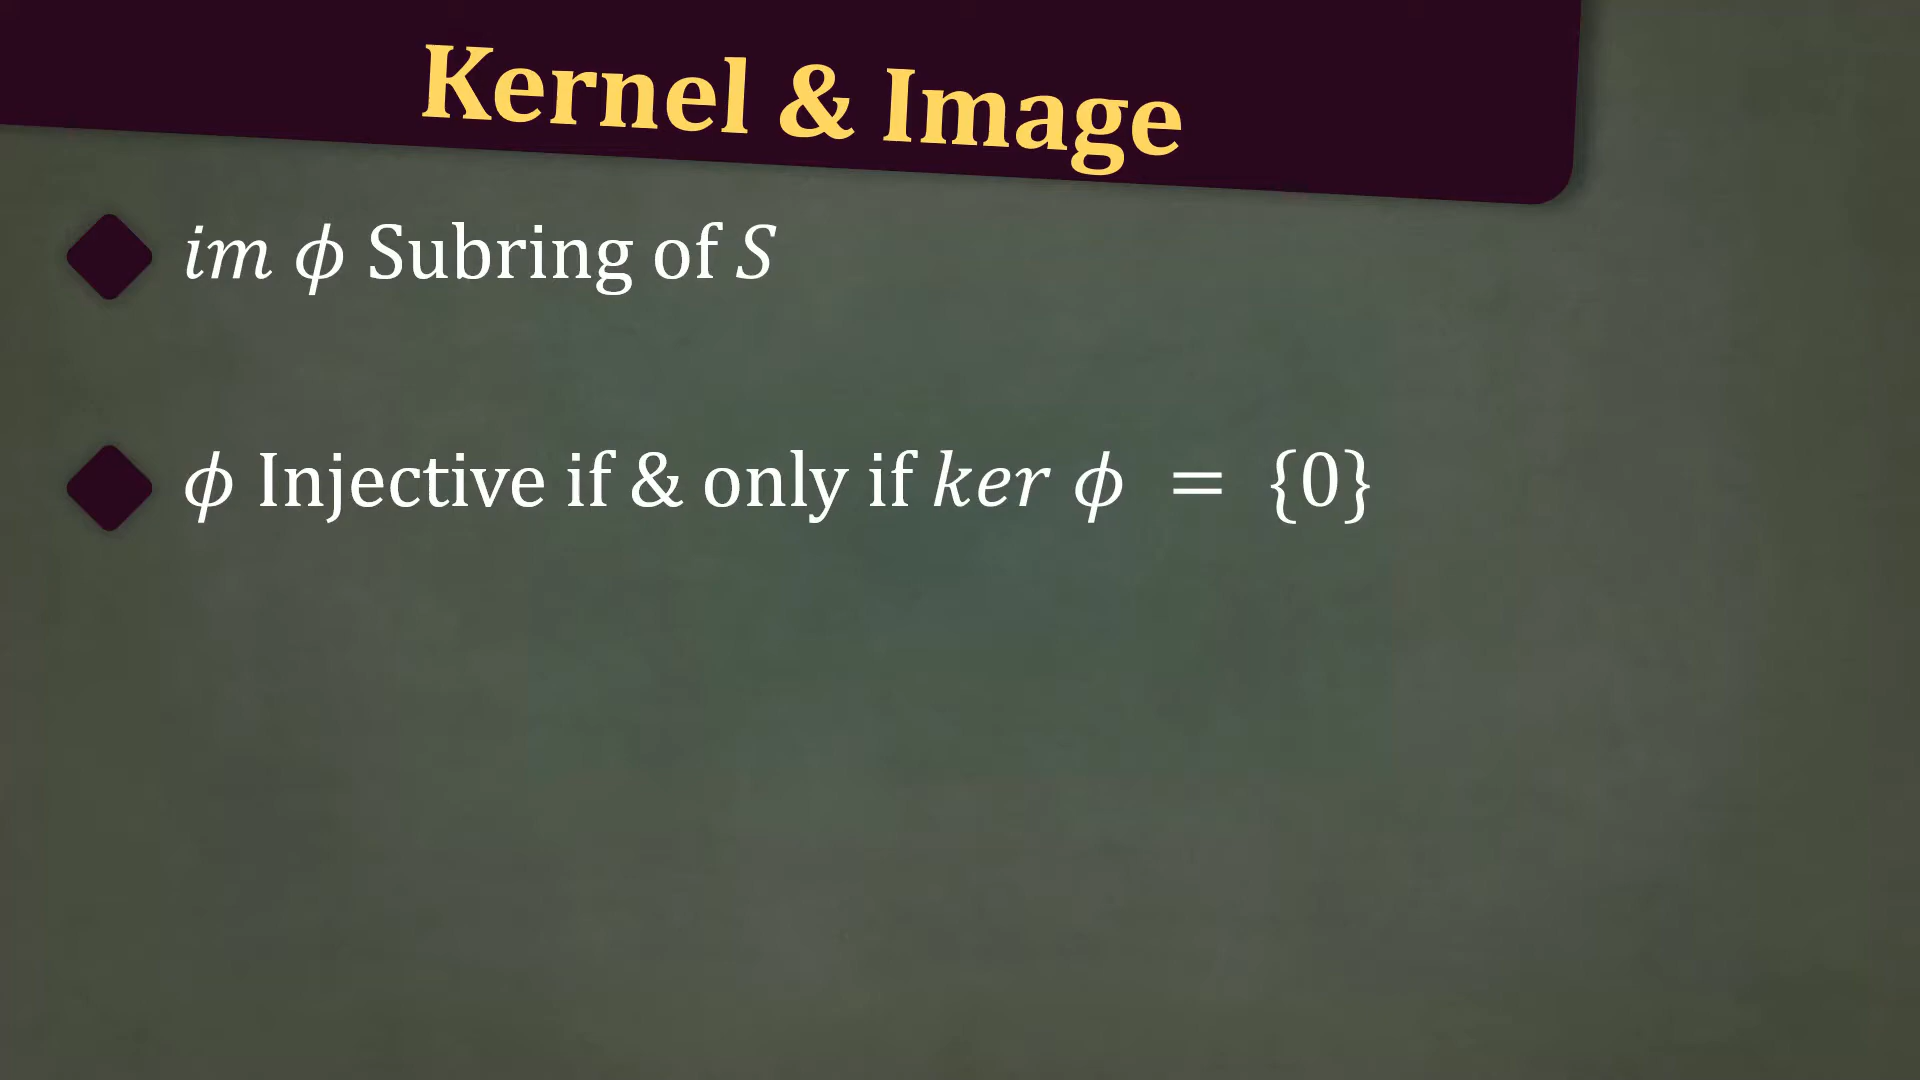 Kernel & Image
im ϕ Subring of S
ϕ Injective if & only if ker ϕ = {0}